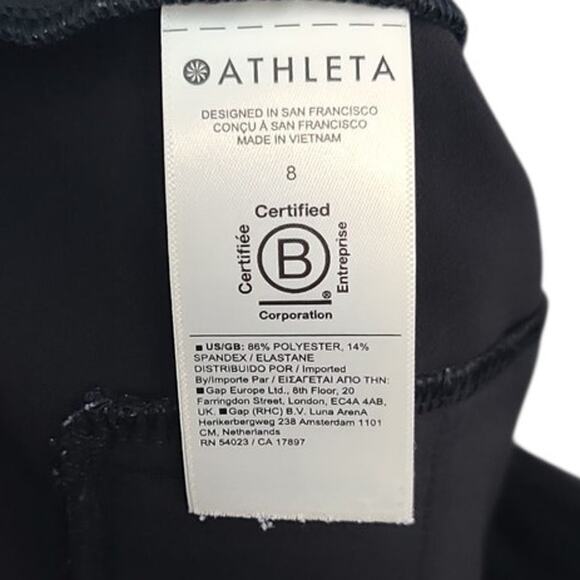 ATHLETA
DESIGNED IN SAN FRANCISCO
CONÇU À SAN FRANCISCO
MADE IN VIETNAM
8
Certified
Certifiée
B
Entreprise
®
Corporation
■ US/GB: 86% POLYESTER, 14%
SPANDEX / ELASTANE
DISTRIBUIDO POR / Imported
By/Importe Par / ΕΙΣΑΓΕΤΑΙ ΑΠΟ ΤΗΝ:
■Gap Europe Ltd., 8th Floor, 20
Farringdon Street, London, EC4A 4AB,
UK. ■Gap (RHC) B.V. Luna ArenA
Herikerbergweg 238 Amsterdam 1101
CM, Netherlands
RN 54023 / CA 17897